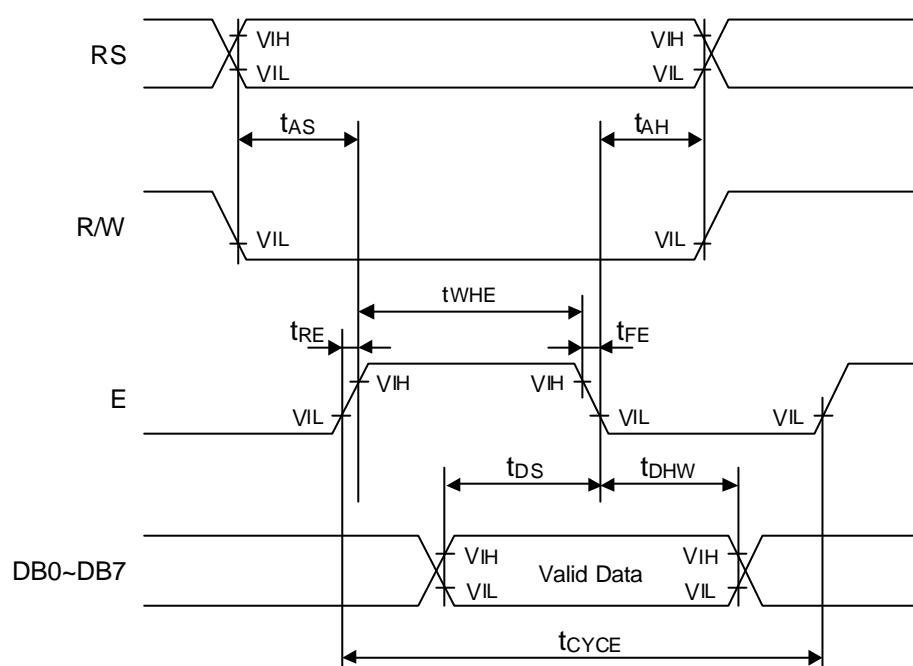 RS
VIH
VIH
VIL
VIL
tAS
tAH
R/W
VIL
VIL
tWHE
tRE
tFE
E
VIH
VIH
VIL
VIL
VIL
tDS
tDHW
DB0~DB7
VIH
VIH
Valid Data
VIL
VIL
tCYCE